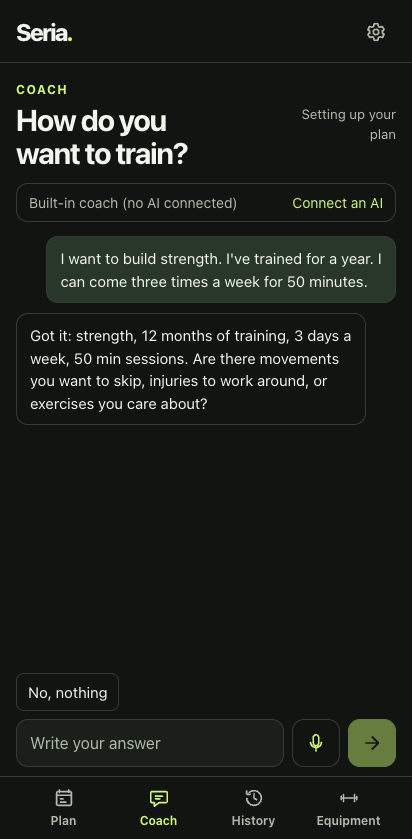 Seria.
COACH
How do you
want to train?
Setting up your
plan
Built-in coach (no AI connected)
Connect an AI
I want to build strength. I've trained for a year. I
can come three times a week for 50 minutes.
Got it: strength, 12 months of training, 3 days a
week, 50 min sessions. Are there movements
you want to skip, injuries to work around, or
exercises you care about?
No, nothing
Write your answer
Plan
Coach
History
Equipment